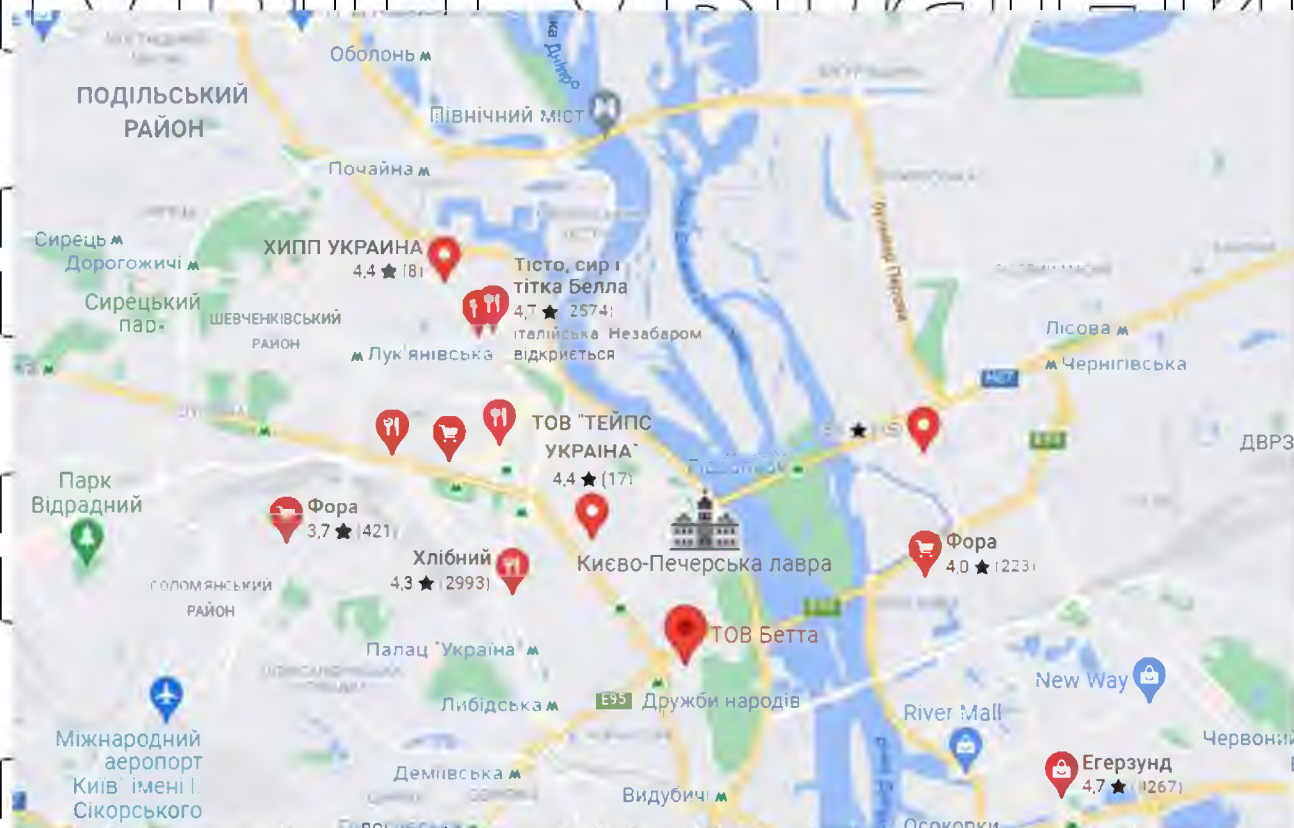 Оболонь
ПОДІЛЬСЬКИЙ
РАЙОН
Північний міст
Почайна
Сирець
Дорогожичі
ХИПП УКРАИНА
4,4 ★ (8)
Тісто, сир і
тітка Белла
4,7 ★ 2574)
італійська Незабаром
відкриється
Сирецький
парк
ШЕВЧЕНКІВСЬКИЙ
РАЙОН
Лук'янівська
Лісова
Чернігівська
ТОВ "ТЕЙПС
УКРАІНА"
4,4 ★ (17)
ДВРЗ
Парк
Відрадний
Фора
3,7 ★ (421)
Хлібний
4,3 ★ (2993)
Києво-Печерська лавра
Фора
4,0 ★ (223)
СОЛОМ'ЯНСЬКИЙ
РАЙОН
ТОВ Бетта
Палац "Україна"
Либідська
E95
Дружби народів
New Way
River Mall
Міжнародний
аеропорт
Київ" імені І.
Сікорського
Деміївська
Видубичі
Червоний
Егерзунд
4,7 ★
Осокорки